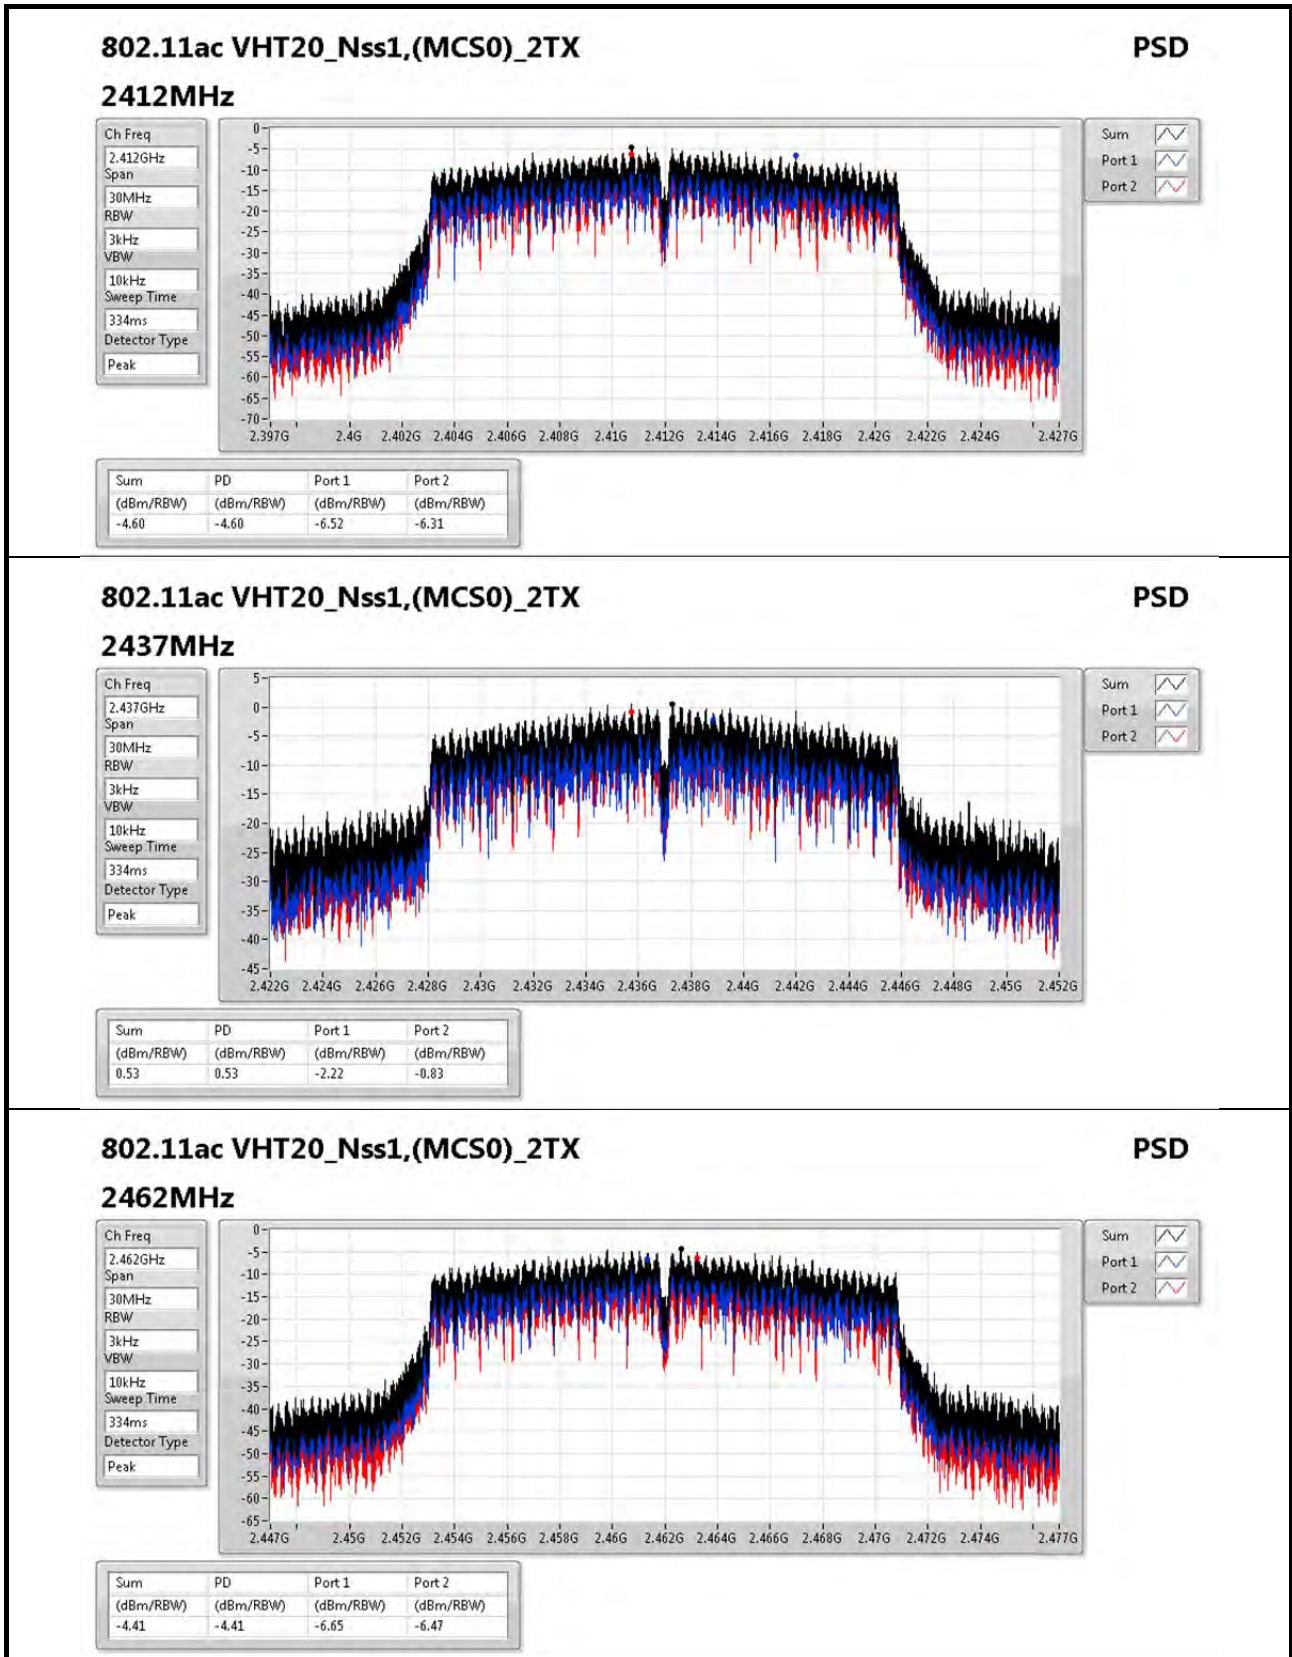 802.11ac VHT20_Nss1,(MCS0)_2TX PSD
2412MHz
Ch Freq
2.412GHz
Span
30MHz
RBW
3kHz
VBW
10kHz
Sweep Time
334ms
Detector Type
Peak
0
-5
-10
-15
-20
-25
-30
-35
-40
-45
-50
-55
-60
-65
-70
2.397G 2.4G 2.402G 2.404G 2.406G 2.408G 2.41G 2.412G 2.414G 2.416G 2.418G 2.42G 2.422G 2.424G 2.427G
Sum
Port 1
Port 2
Sum PD Port 1 Port 2
(dBm/RBW) (dBm/RBW) (dBm/RBW) (dBm/RBW)
-4.60 -4.60 -6.52 -6.31
802.11ac VHT20_Nss1,(MCS0)_2TX PSD
2437MHz
Ch Freq
2.437GHz
Span
30MHz
RBW
3kHz
VBW
10kHz
Sweep Time
334ms
Detector Type
Peak
5
0
-5
-10
-15
-20
-25
-30
-35
-40
-45
2.422G 2.424G 2.426G 2.428G 2.43G 2.432G 2.434G 2.436G 2.438G 2.44G 2.442G 2.444G 2.446G 2.448G 2.45G 2.452G
Sum
Port 1
Port 2
Sum PD Port 1 Port 2
(dBm/RBW) (dBm/RBW) (dBm/RBW) (dBm/RBW)
0.53 0.53 -2.22 -0.83
802.11ac VHT20_Nss1,(MCS0)_2TX PSD
2462MHz
Ch Freq
2.462GHz
Span
30MHz
RBW
3kHz
VBW
10kHz
Sweep Time
334ms
Detector Type
Peak
0
-5
-10
-15
-20
-25
-30
-35
-40
-45
-50
-55
-60
-65
2.447G 2.45G 2.452G 2.454G 2.456G 2.458G 2.46G 2.462G 2.464G 2.466G 2.468G 2.47G 2.472G 2.474G 2.477G
Sum
Port 1
Port 2
Sum PD Port 1 Port 2
(dBm/RBW) (dBm/RBW) (dBm/RBW) (dBm/RBW)
-4.41 -4.41 -6.65 -6.47